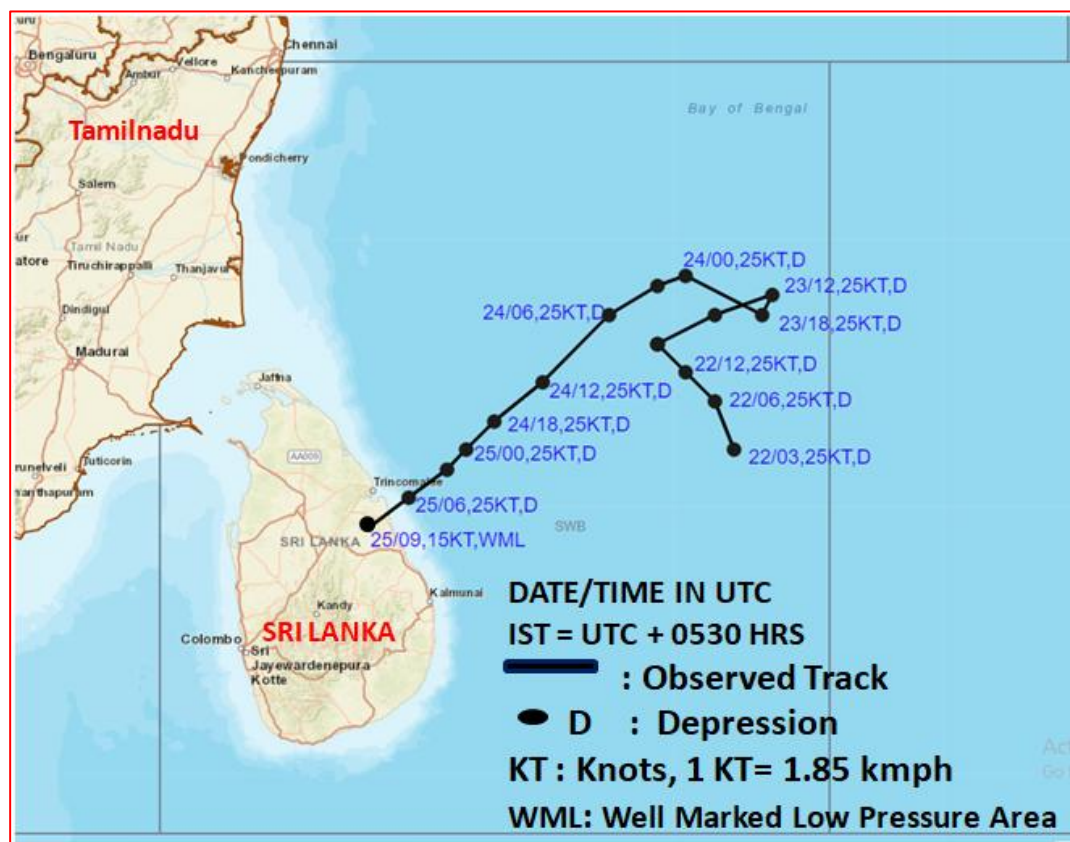 Chennai
Bengaluru
Vellore
Ambur
Kancheepuram
Bay of Bengal
Tamilnadu
Pondicherry
Salem
Tamil Nadu
Tiruchirappalli
Thanjavur
Dindigul
Madurai
Tuticorin
24/00,25KT,D
23/12,25KT,D
24/06,25KT,D
23/18,25KT,D
22/12,25KT,D
24/12,25KT,D
22/06,25KT,D
24/18,25KT,D
25/00,25KT,D
22/03,25KT,D
Jaffna
AA009
Trincomalee
25/06,25KT,D
SWB
SRI LANKA
25/09,15KT,WML
Kalmunai
Kandy
SRI LANKA
Colombo
Sri
Jayewardenepura
Kotte
DATE/TIME IN UTC
IST = UTC + 0530 HRS
: Observed Track
D : Depression
KT : Knots, 1 KT= 1.85 kmph
WML: Well Marked Low Pressure Area